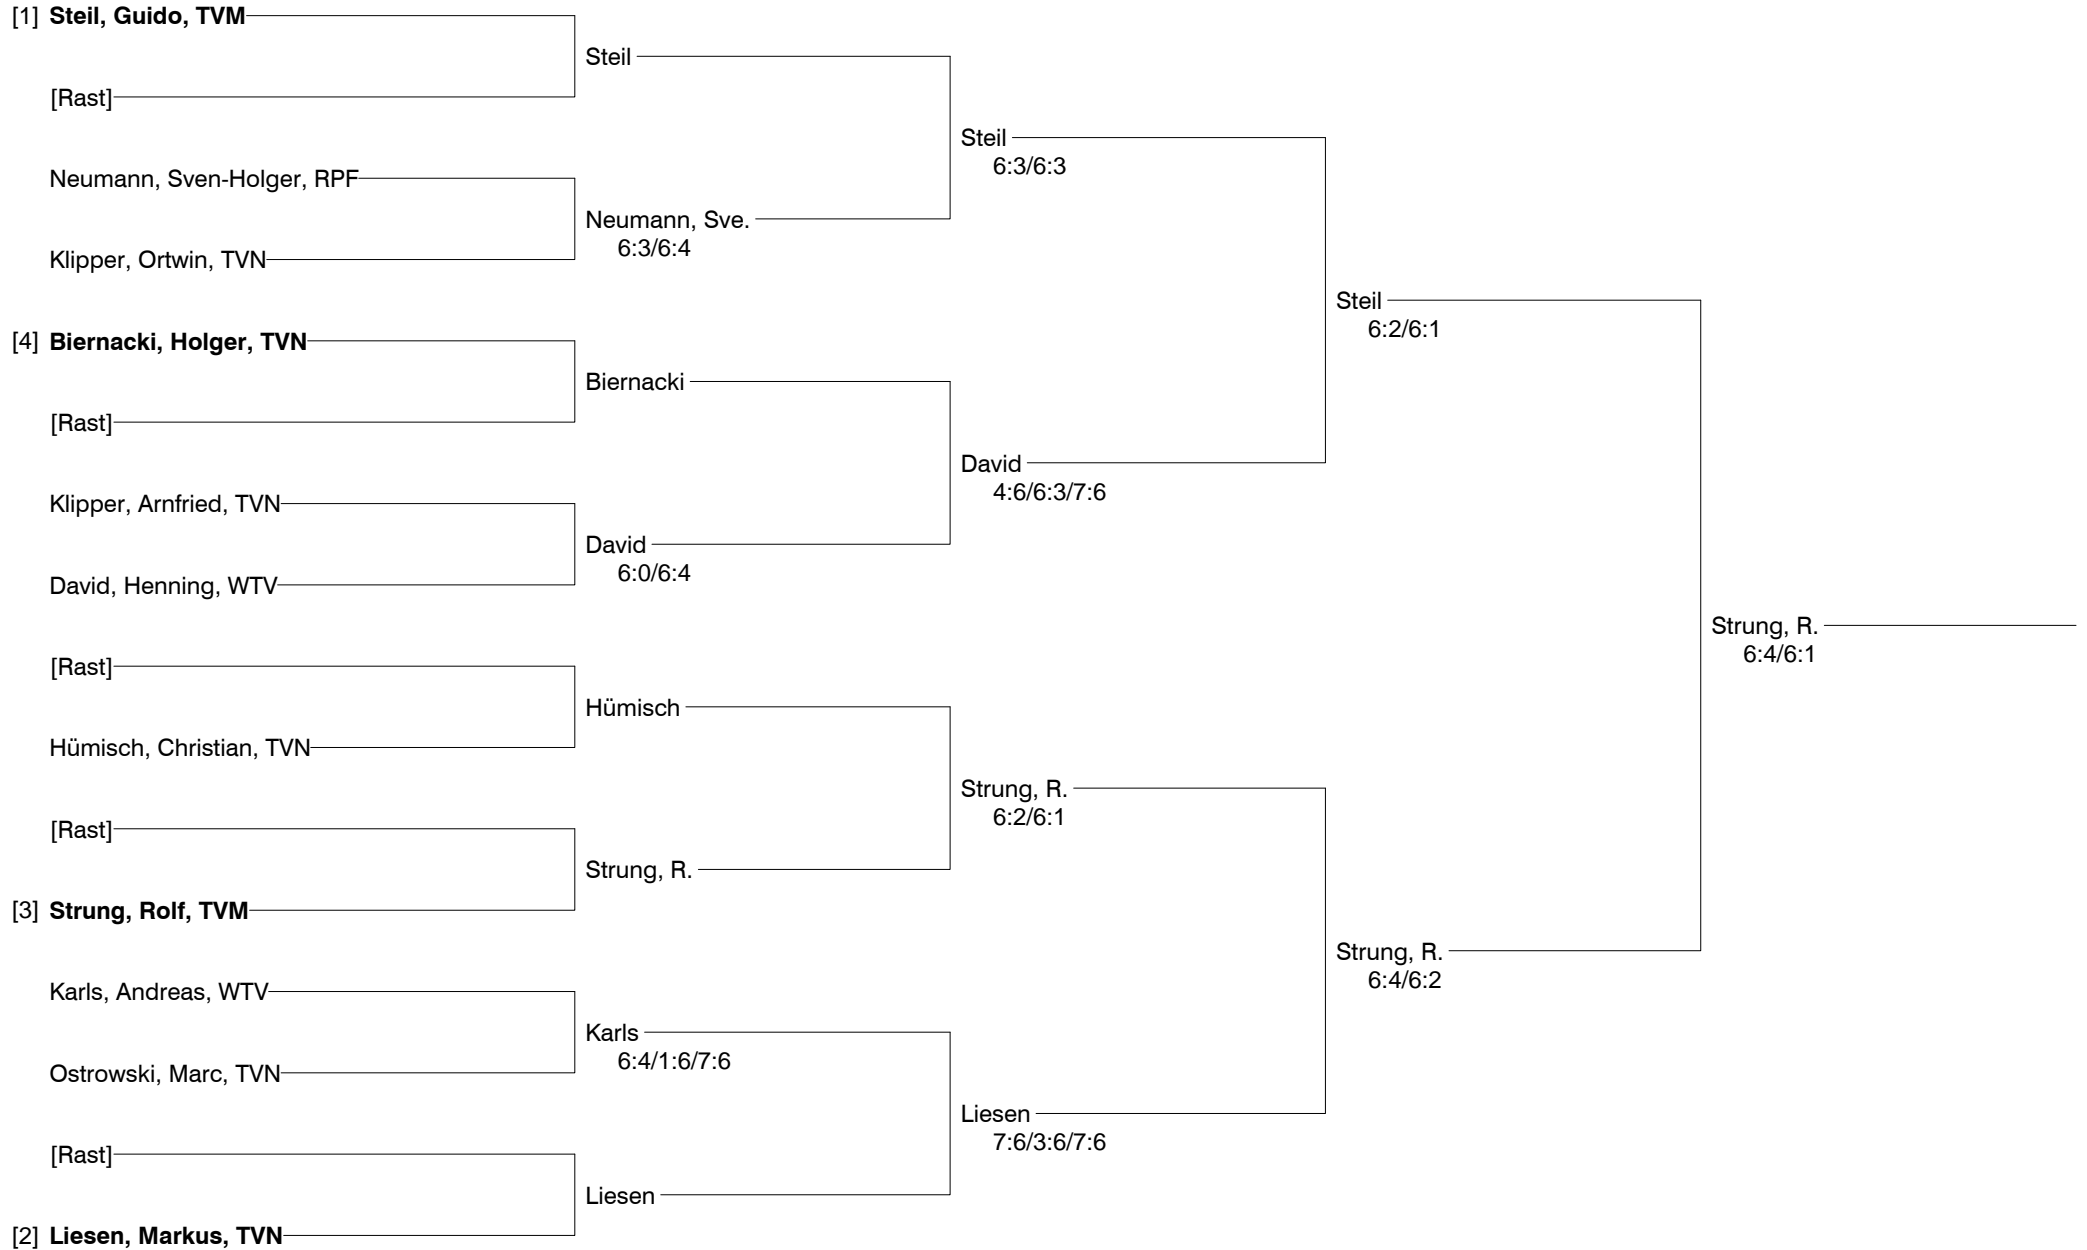 [1] Steil, Guido, TVM
Steil
[Rast]
Steil
6:3/6:3
Neumann, Sven-Holger, RPF
Neumann, Sve.
6:3/6:4
Klipper, Ortwin, TVN
Steil
6:2/6:1
[4] Biernacki, Holger, TVN
Biernacki
[Rast]
David
4:6/6:3/7:6
Klipper, Arnfried, TVN
David
6:0/6:4
David, Henning, WTV
Strung, R.
6:4/6:1
[Rast]
Hümisch
Hümisch, Christian, TVN
Strung, R.
6:2/6:1
[Rast]
Strung, R.
[3] Strung, Rolf, TVM
Strung, R.
6:4/6:2
Karls, Andreas, WTV
Karls
6:4/1:6/7:6
Ostrowski, Marc, TVN
Liesen
7:6/3:6/7:6
[Rast]
Liesen
[2] Liesen, Markus, TVN